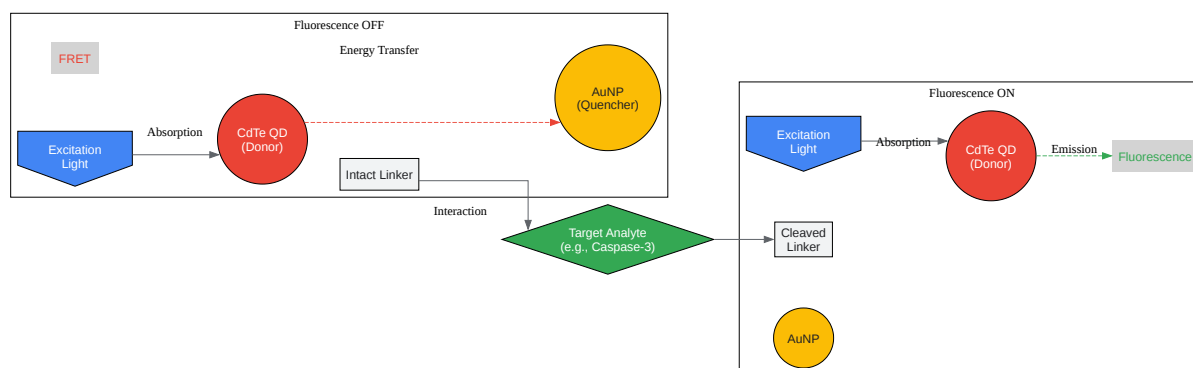 Fluorescence OFF
Energy Transfer
FRET
AuNP
(Quencher)
Absorption
CdTe QD
(Donor)
Excitation
Light
Intact Linker
Interaction
Target Analyte
(e.g., Caspase-3)
Fluorescence ON
Excitation
Light
Absorption
CdTe QD
(Donor)
Emission
Fluorescence
Cleaved
Linker
AuNP